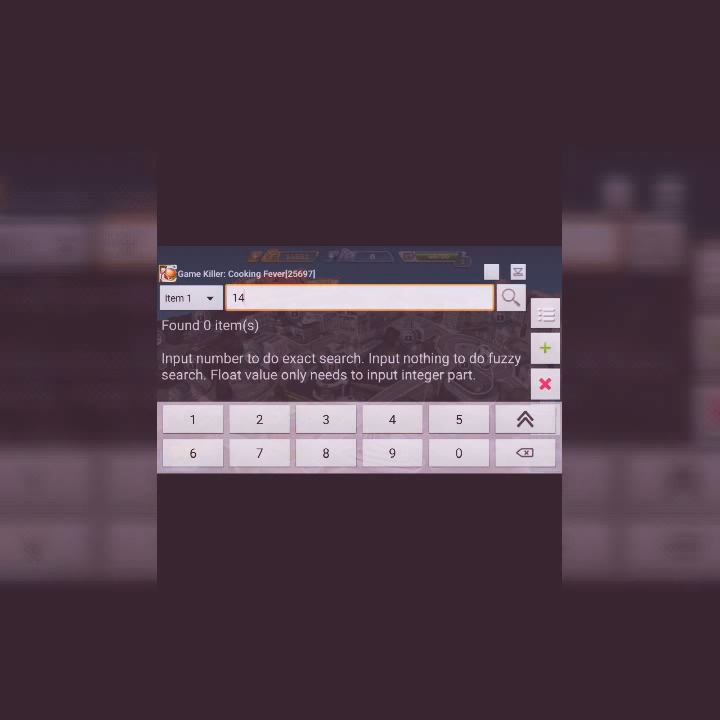 Game Killer: Cooking Fever[25697]
Item 1
14
Found 0 item(s)
Input number to do exact search. Input nothing to do fuzzy
search. Float value only needs to input integer part.
1 2 3 4 5
6 7 8 9 0